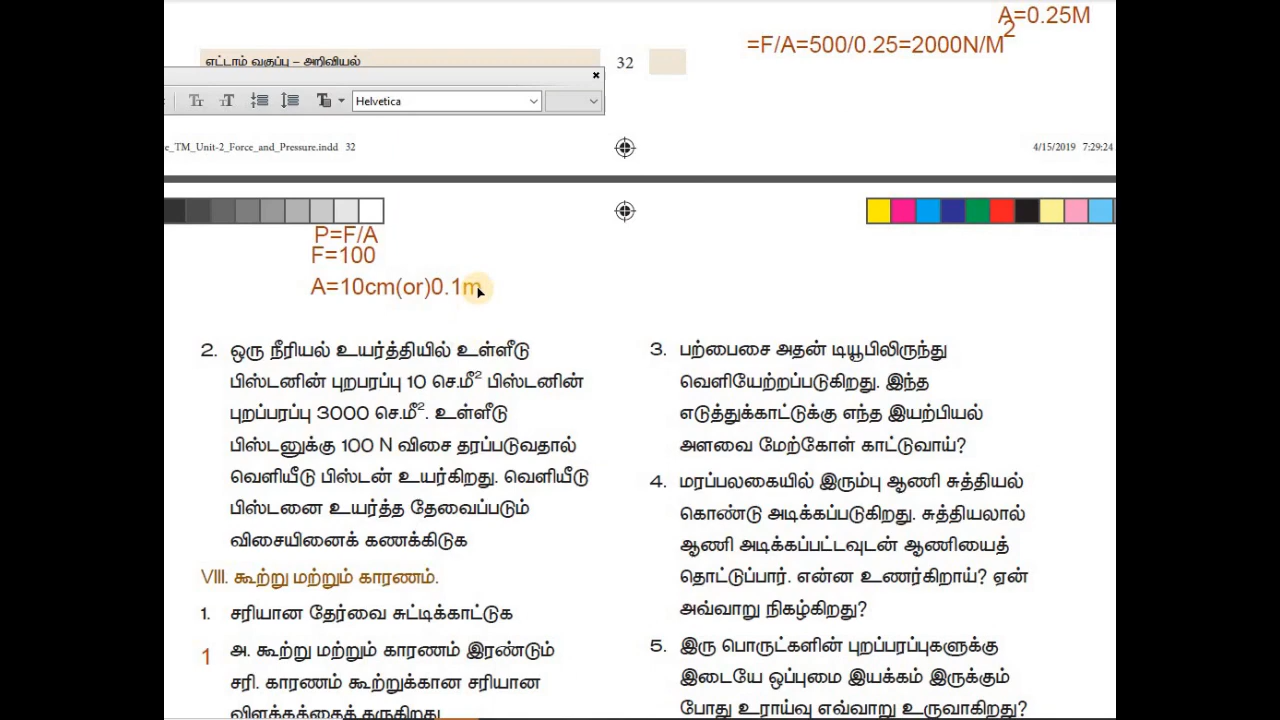 A=0.25M
=F/A=500/0.25=2000N/M²
எட்டாம் வகுப்பு – அறிவியல்
32
Helvetica
e_TM_Unit-2_Force_and_Pressure.indd 32
4/15/2019 7:29:24
P=F/A
F=100
A=10cm(or)0.1m
2. ஒரு நீரியல் உயர்த்தியில் உள்ளீடு
பிஸ்டனின் புறபரப்பு 10 செ.மீ² பிஸ்டனின்
புறப்பரப்பு 3000 செ.மீ². உள்ளீடு
பிஸ்டனுக்கு 100 N விசை தரப்படுவதால்
வெளியீடு பிஸ்டன் உயர்கிறது. வெளியீடு
பிஸ்டனை உயர்த்த தேவைப்படும்
விசையினைக் கணக்கிடுக
VIII. கூற்று மற்றும் காரணம்.
1. சரியான தேர்வை சுட்டிக்காட்டுக
1
அ. கூற்று மற்றும் காரணம் இரண்டும்
சரி. காரணம் கூற்றுக்கான சரியான
விளக்கத்தைத் தருகிறது
3. பற்பைசை அதன் டியூபிலிருந்து
வெளியேற்றப்படுகிறது. இந்த
எடுத்துக்காட்டுக்கு எந்த இயற்பியல்
அளவை மேற்கோள் காட்டுவாய்?
4. மரப்பலகையில் இரும்பு ஆணி சுத்தியல்
கொண்டு அடிக்கப்படுகிறது. சுத்தியலால்
ஆணி அடிக்கப்பட்டவுடன் ஆணியைத்
தொட்டுப்பார். என்ன உணர்கிறாய்? ஏன்
அவ்வாறு நிகழ்கிறது?
5. இரு பொருட்களின் புறப்பரப்புகளுக்கு
இடையே ஒப்புமை இயக்கம் இருக்கும்
போது உராய்வு எவ்வாறு உருவாகிறது?